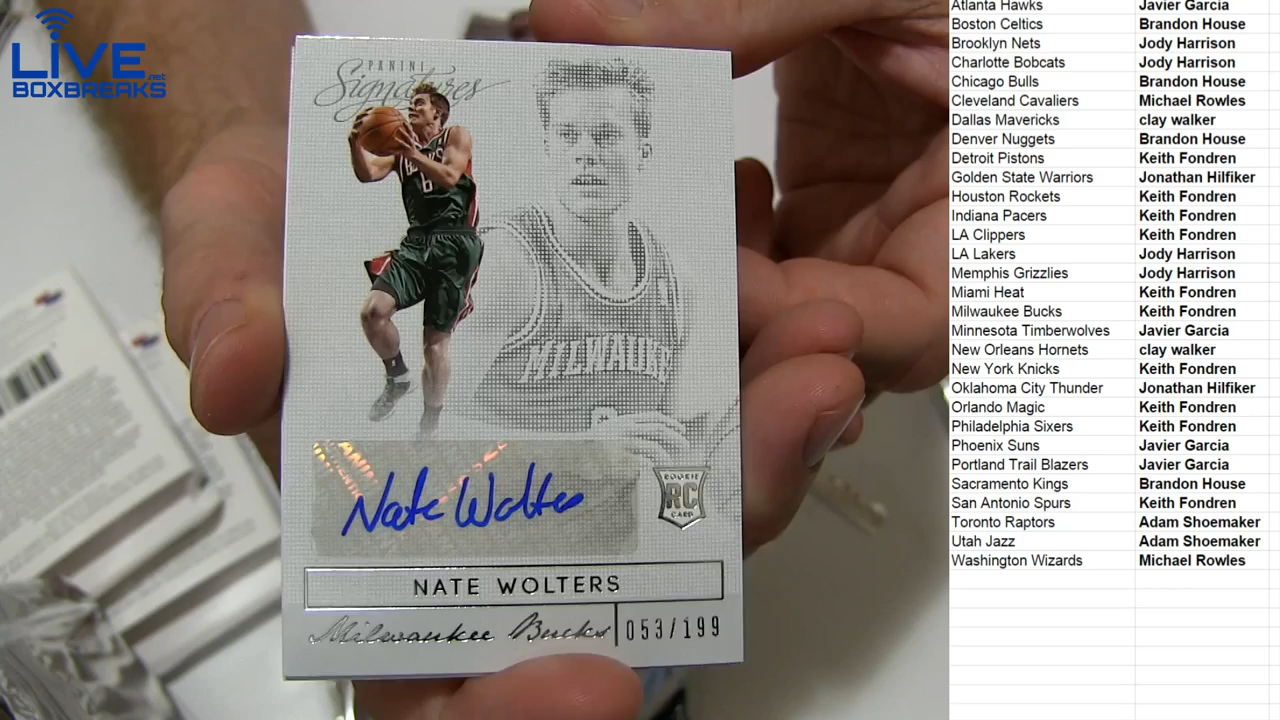 LIVE.net
BOXBREAKS
PANINI
Signatures
MILWAUKE
Nate Wolters
ROOKIE
RC
CARD
NATE WOLTERS
Milwaukee Bucks 053/199
Atlanta Hawks Javier Garcia
Boston Celtics Brandon House
Brooklyn Nets Jody Harrison
Charlotte Bobcats Jody Harrison
Chicago Bulls Brandon House
Cleveland Cavaliers Michael Rowles
Dallas Mavericks clay walker
Denver Nuggets Brandon House
Detroit Pistons Keith Fondren
Golden State Warriors Jonathan Hilfiker
Houston Rockets Keith Fondren
Indiana Pacers Keith Fondren
LA Clippers Keith Fondren
LA Lakers Jody Harrison
Memphis Grizzlies Jody Harrison
Miami Heat Keith Fondren
Milwaukee Bucks Keith Fondren
Minnesota Timberwolves Javier Garcia
New Orleans Hornets clay walker
New York Knicks Keith Fondren
Oklahoma City Thunder Jonathan Hilfiker
Orlando Magic Keith Fondren
Philadelphia Sixers Keith Fondren
Phoenix Suns Javier Garcia
Portland Trail Blazers Javier Garcia
Sacramento Kings Brandon House
San Antonio Spurs Keith Fondren
Toronto Raptors Adam Shoemaker
Utah Jazz Adam Shoemaker
Washington Wizards Michael Rowles